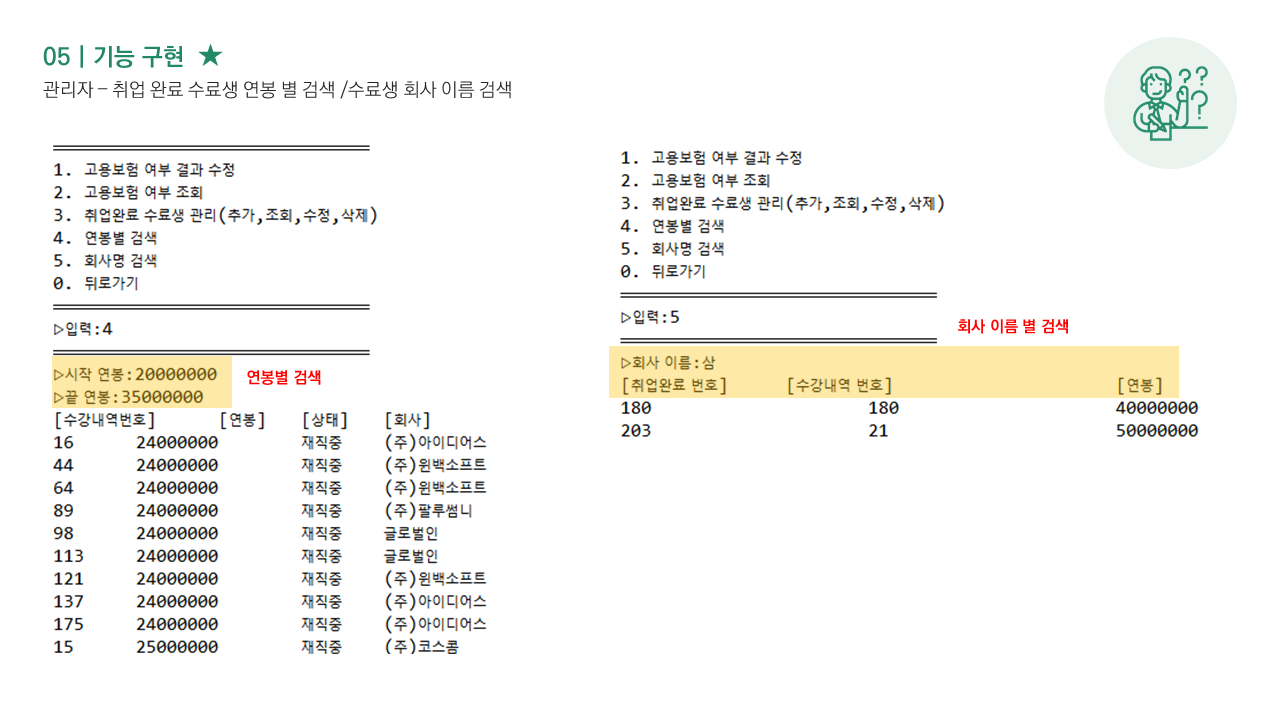 05 | 기능 구현 ★
관리자 – 취업 완료 수료생 연봉 별 검색 /수료생 회사 이름 검색
1. 고용보험 여부 결과 수정
2. 고용보험 여부 조회
3. 취업완료 수료생 관리(추가,조회,수정,삭제)
4. 연봉별 검색
5. 회사명 검색
0. 뒤로가기
▷입력:4
▷시작 연봉:20000000
연봉별 검색
▷끝 연봉:35000000
[수강내역번호] [연봉] [상태] [회사]
16 24000000 재직중 (주)아이디어스
44 24000000 재직중 (주)윈백소프트
64 24000000 재직중 (주)윈백소프트
89 24000000 재직중 (주)팔루썸니
98 24000000 재직중 글로벌인
113 24000000 재직중 글로벌인
121 24000000 재직중 (주)윈백소프트
137 24000000 재직중 (주)아이디어스
175 24000000 재직중 (주)아이디어스
15 25000000 재직중 (주)코스콤
1. 고용보험 여부 결과 수정
2. 고용보험 여부 조회
3. 취업완료 수료생 관리(추가,조회,수정,삭제)
4. 연봉별 검색
5. 회사명 검색
0. 뒤로가기
▷입력:5
회사 이름 별 검색
▷회사 이름:삼
[취업완료 번호] [수강내역 번호] [연봉]
180 180 40000000
203 21 50000000